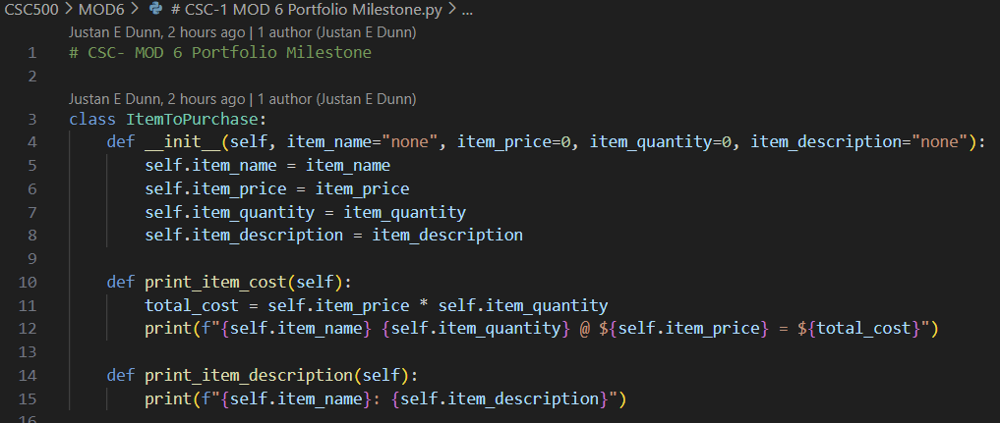 CSC500 > MOD6 > # CSC-1 MOD 6 Portfolio Milestone.py > ...
Justan E Dunn, 2 hours ago | 1 author (Justan E Dunn)
1 # CSC- MOD 6 Portfolio Milestone
2
Justan E Dunn, 2 hours ago | 1 author (Justan E Dunn)
3 class ItemToPurchase:
4     def __init__(self, item_name="none", item_price=0, item_quantity=0, item_description="none"):
5         self.item_name = item_name
6         self.item_price = item_price
7         self.item_quantity = item_quantity
8         self.item_description = item_description
9
10     def print_item_cost(self):
11         total_cost = self.item_price * self.item_quantity
12         print(f"{self.item_name} {self.item_quantity} @ ${self.item_price} = ${total_cost}")
13
14     def print_item_description(self):
15         print(f"{self.item_name}: {self.item_description}")
16